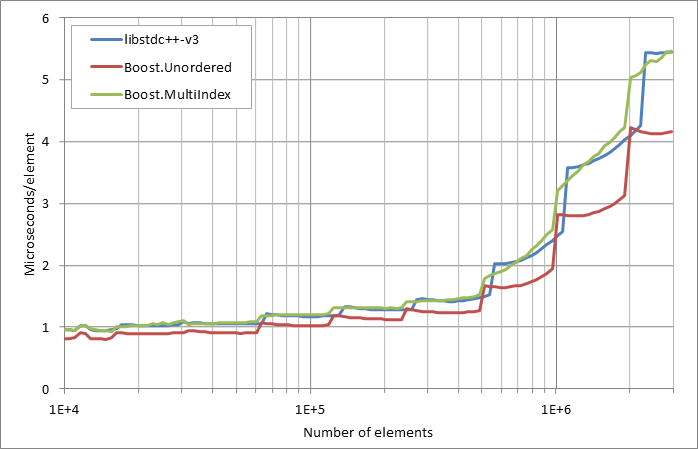 6
5
4
3
2
1
0
libstdc++-v3
Boost.Unordered
Boost.MultiIndex
Microseconds/element
1E+4
1E+5
1E+6
Number of elements